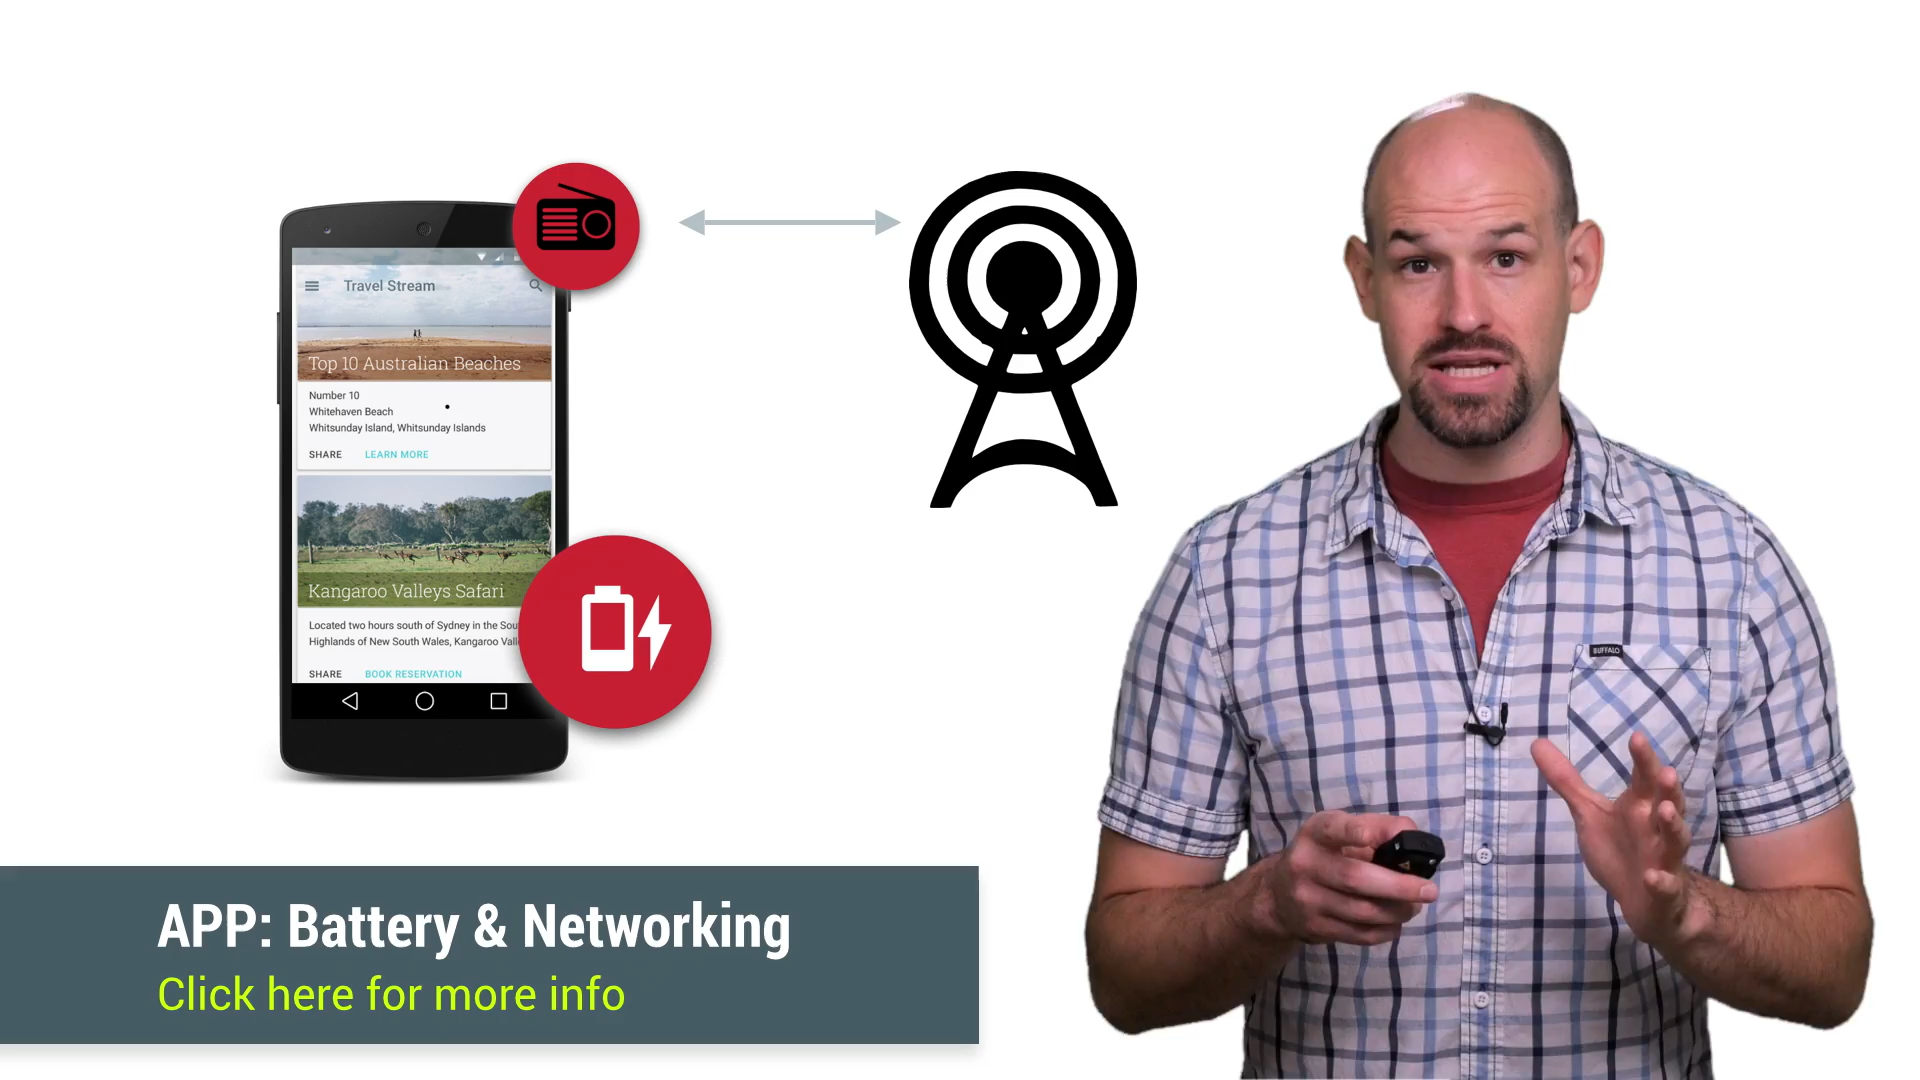 Travel Stream
Top 10 Australian Beaches
Number 10
Whitehaven Beach
Whitsunday Island, Whitsunday Islands
SHARE LEARN MORE
Kangaroo Valleys Safari
Located two hours south of Sydney in the
Highlands of New South Wales, Kangaroo
SHARE BOOK RESERVATION
BUFFALO
APP: Battery & Networking
Click here for more info